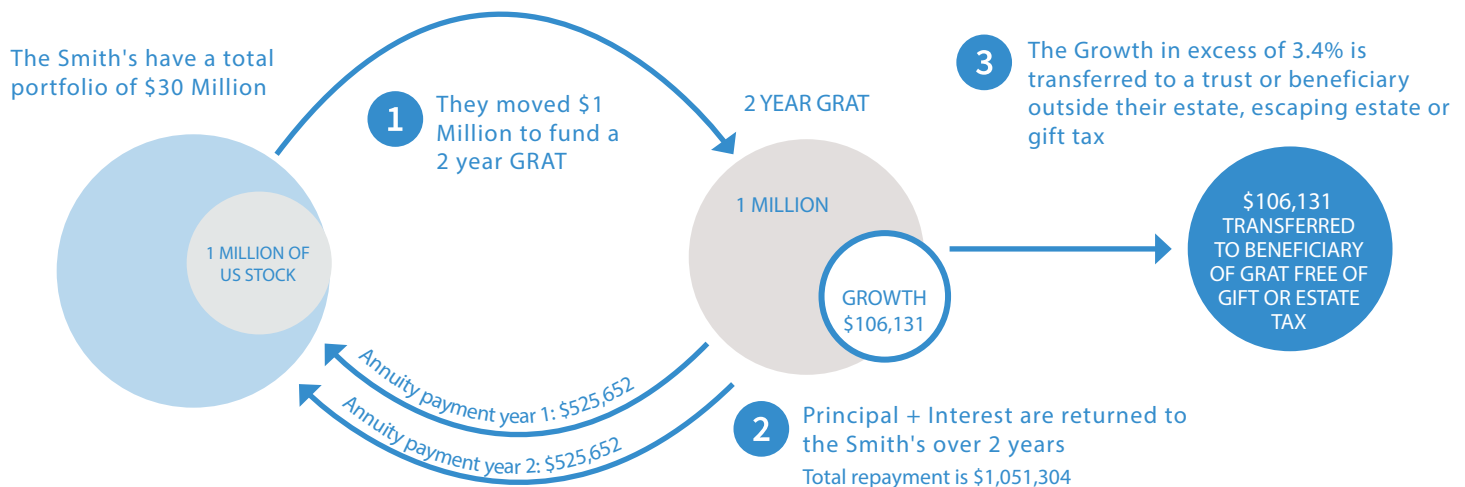 The Smith's have a total
portfolio of $30 Million
1 MILLION OF
US STOCK
1
They moved $1
Million to fund a
2 year GRAT
2 YEAR GRAT
1 MILLION
GROWTH
$106,131
3
The Growth in excess of 3.4% is
transferred to a trust or beneficiary
outside their estate, escaping estate or
gift tax
$106,131
TRANSFERRED
TO BENEFICIARY
OF GRAT FREE OF
GIFT OR ESTATE
TAX
Annuity payment year 1: $525,652
Annuity payment year 2: $525,652
2
Principal + Interest are returned to
the Smith's over 2 years
Total repayment is $1,051,304